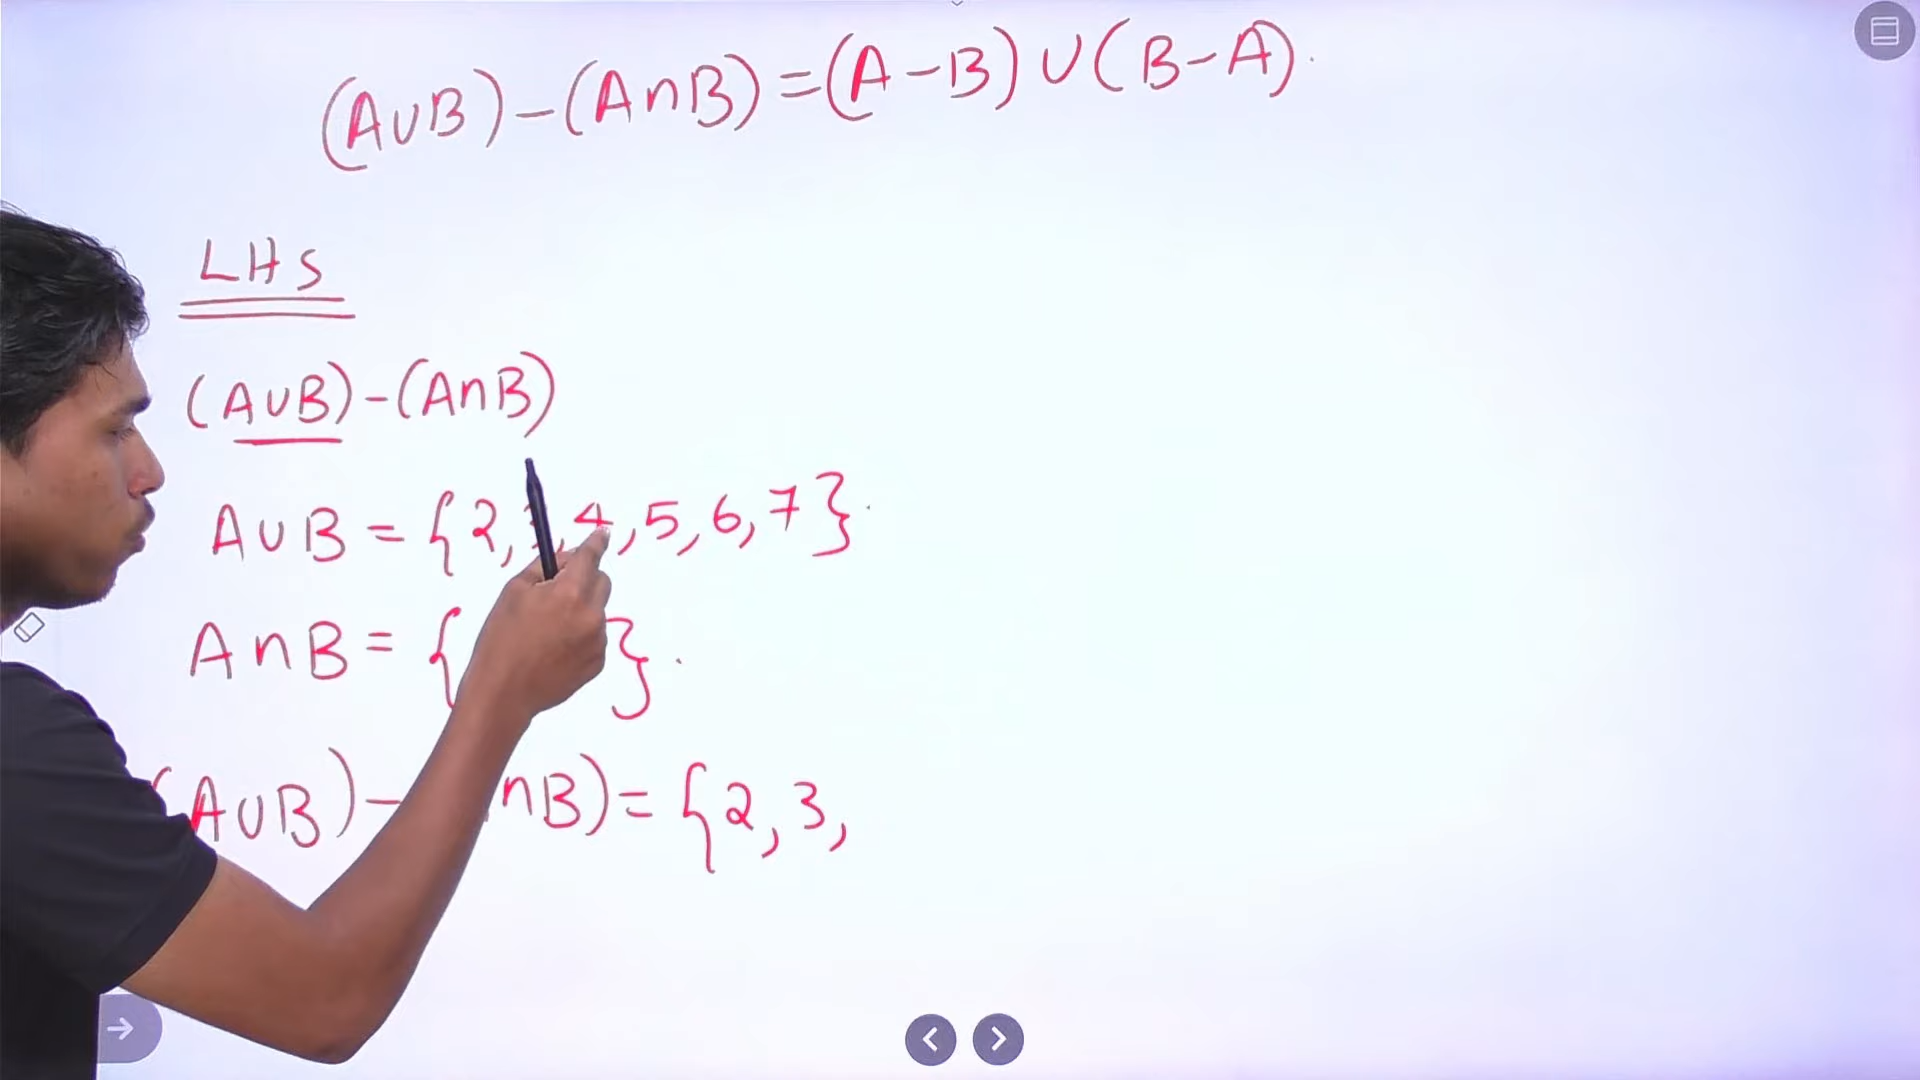 (A∪B)-(A∩B)=(A-B)∪(B-A).
LHS
(A∪B)-(A∩B)
A∪B = {2, , 4, 5, 6, 7}.
A∩B = { }.
(A∪B)- ∩B) = {2, 3,